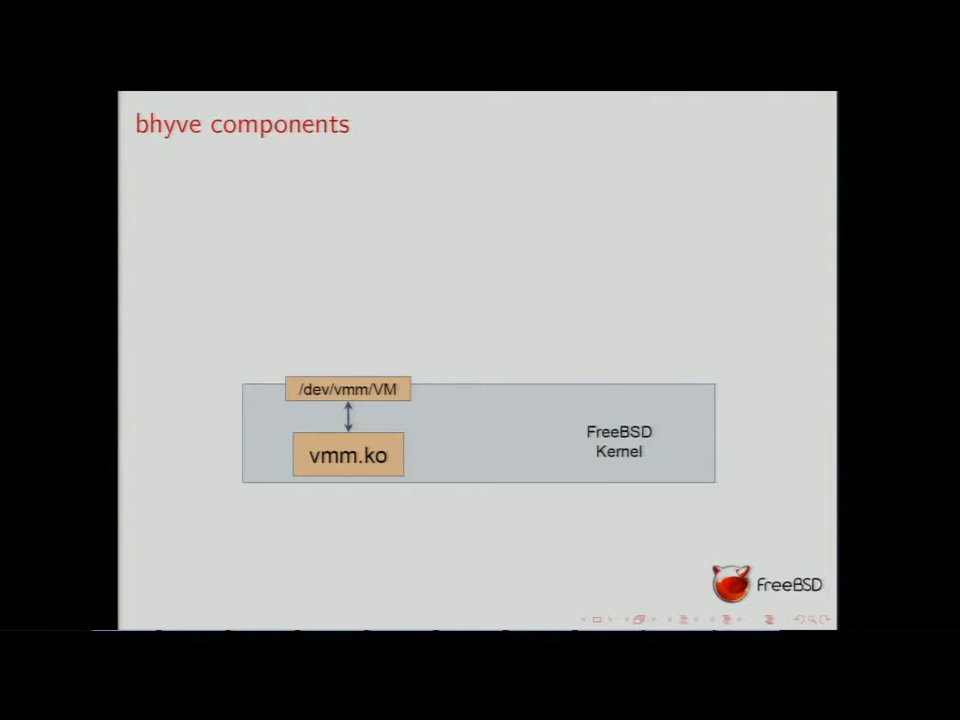 bhyve components
/dev/vmm/VM
vmm.ko
FreeBSD
Kernel
FreeBSD